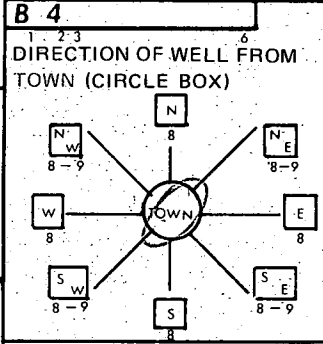 B 4
1 2 3 6
DIRECTION OF WELL FROM
TOWN (CIRCLE BOX)
N
8
N W
8-9
N E
8-9
W
8
TOWN
E
8
S W
8-9
S E
8-9
S
8